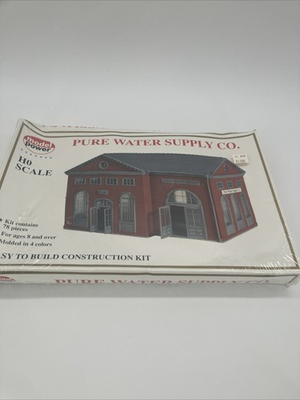 model
power
HO
SCALE
PURE WATER SUPPLY CO.
• Kit contains
78 pieces
• For ages 8 and over
Molded in 4 colors
ASY TO BUILD CONSTRUCTION KIT
PURE WATER SUPPLY CO.